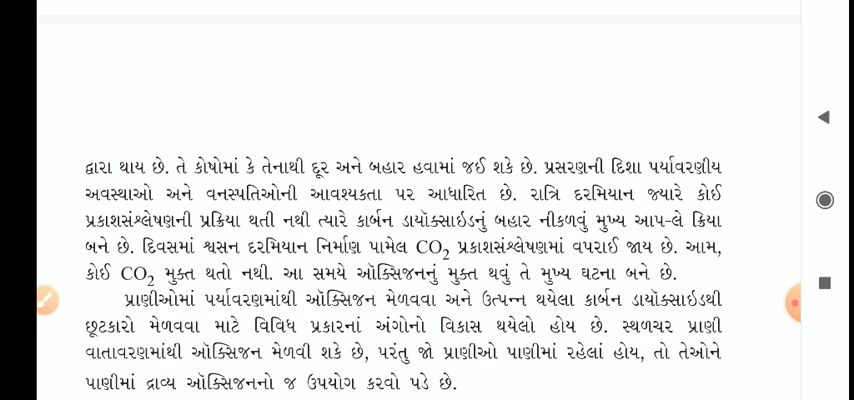 દ્વારા થાય છે. તે કોષોમાં કે તેનાથી દૂર અને બહાર હવામાં જઈ શકે છે. પ્રસરણની દિશા પર્યાવરણીય
અવસ્થાઓ અને વનસ્પતિઓની આવશ્યકતા પર આધારિત છે. રાત્રિ દરમિયાન જ્યારે કોઈ
પ્રકાશસંશ્લેષણની પ્રક્રિયા થતી નથી ત્યારે કાર્બન ડાયૉક્સાઇડનું બહાર નીકળવું મુખ્ય આપ-લે ક્રિયા
બને છે. દિવસમાં શ્વસન દરમિયાન નિર્માણ પામેલ CO₂ પ્રકાશસંશ્લેષણમાં વપરાઈ જાય છે. આમ,
કોઈ CO₂ મુક્ત થતો નથી. આ સમયે ઑક્સિજનનું મુક્ત થવું તે મુખ્ય ઘટના બને છે.
પ્રાણીઓમાં પર્યાવરણમાંથી ઑક્સિજન મેળવવા અને ઉત્પન્ન થયેલા કાર્બન ડાયૉક્સાઇડથી
છૂટકારો મેળવવા માટે વિવિધ પ્રકારનાં અંગોનો વિકાસ થયેલો હોય છે. સ્થળચર પ્રાણી
વાતાવરણમાંથી ઑક્સિજન મેળવી શકે છે, પરંતુ જો પ્રાણીઓ પાણીમાં રહેલાં હોય, તો તેઓને
પાણીમાં દ્રાવ્ય ઑક્સિજનનો જ ઉપયોગ કરવો પડે છે.